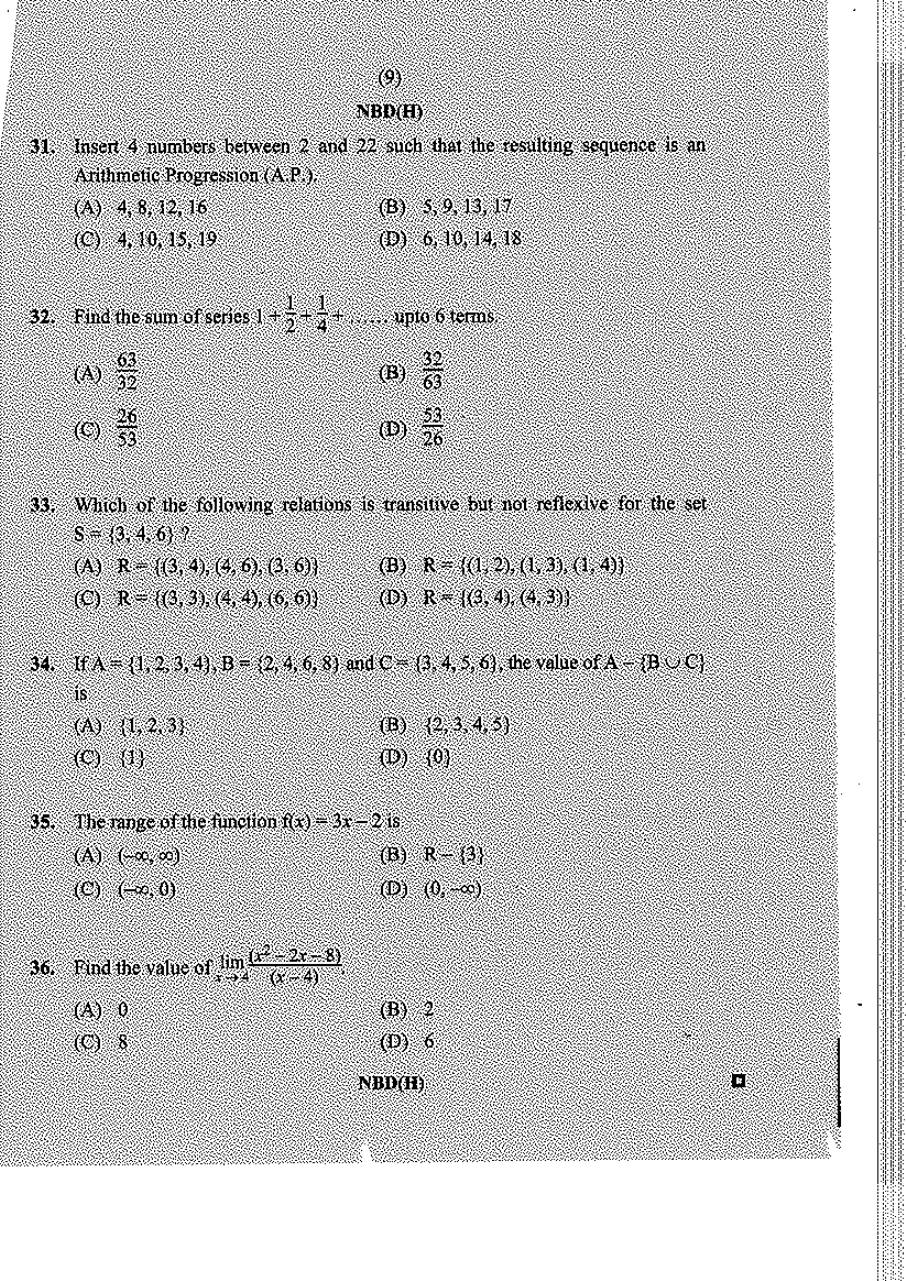 (9)
NBD(H)
31. Insert 4 numbers between 2 and 22 such that the resulting sequence is an
Arithmetic Progression (A.P.).
(A) 4, 8, 12, 16 (B) 5, 9, 13, 17
(C) 4, 10, 15, 19 (D) 6, 10, 14, 18
32. Find the sum of series 1 + 1/2 + 1/4 + ...... upto 6 terms.
(A) 63/32 (B) 32/63
(C) 26/53 (D) 53/26
33. Which of the following relations is transitive but not reflexive for the set
S = {3, 4, 6} ?
(A) R = {(3, 4), (4, 6), (3, 6)} (B) R = {(1, 2), (1, 3), (1, 4)}
(C) R = {(3, 3), (4, 4), (6, 6)} (D) R = {(3, 4), (4, 3)}
34. If A = {1, 2, 3, 4}, B = {2, 4, 6, 8} and C = {3, 4, 5, 6}, the value of A – {B ∪ C}
is
(A) {1, 2, 3} (B) {2, 3, 4, 5}
(C) {1} (D) {0}
35. The range of the function f(x) = 3x – 2 is
(A) (–∞, ∞) (B) R – {3}
(C) (–∞, 0) (D) (0, –∞)
36. Find the value of lim x→4 (x² – 2x – 8)/(x – 4).
(A) 0 (B) 2
(C) 8 (D) 6
NBD(H)